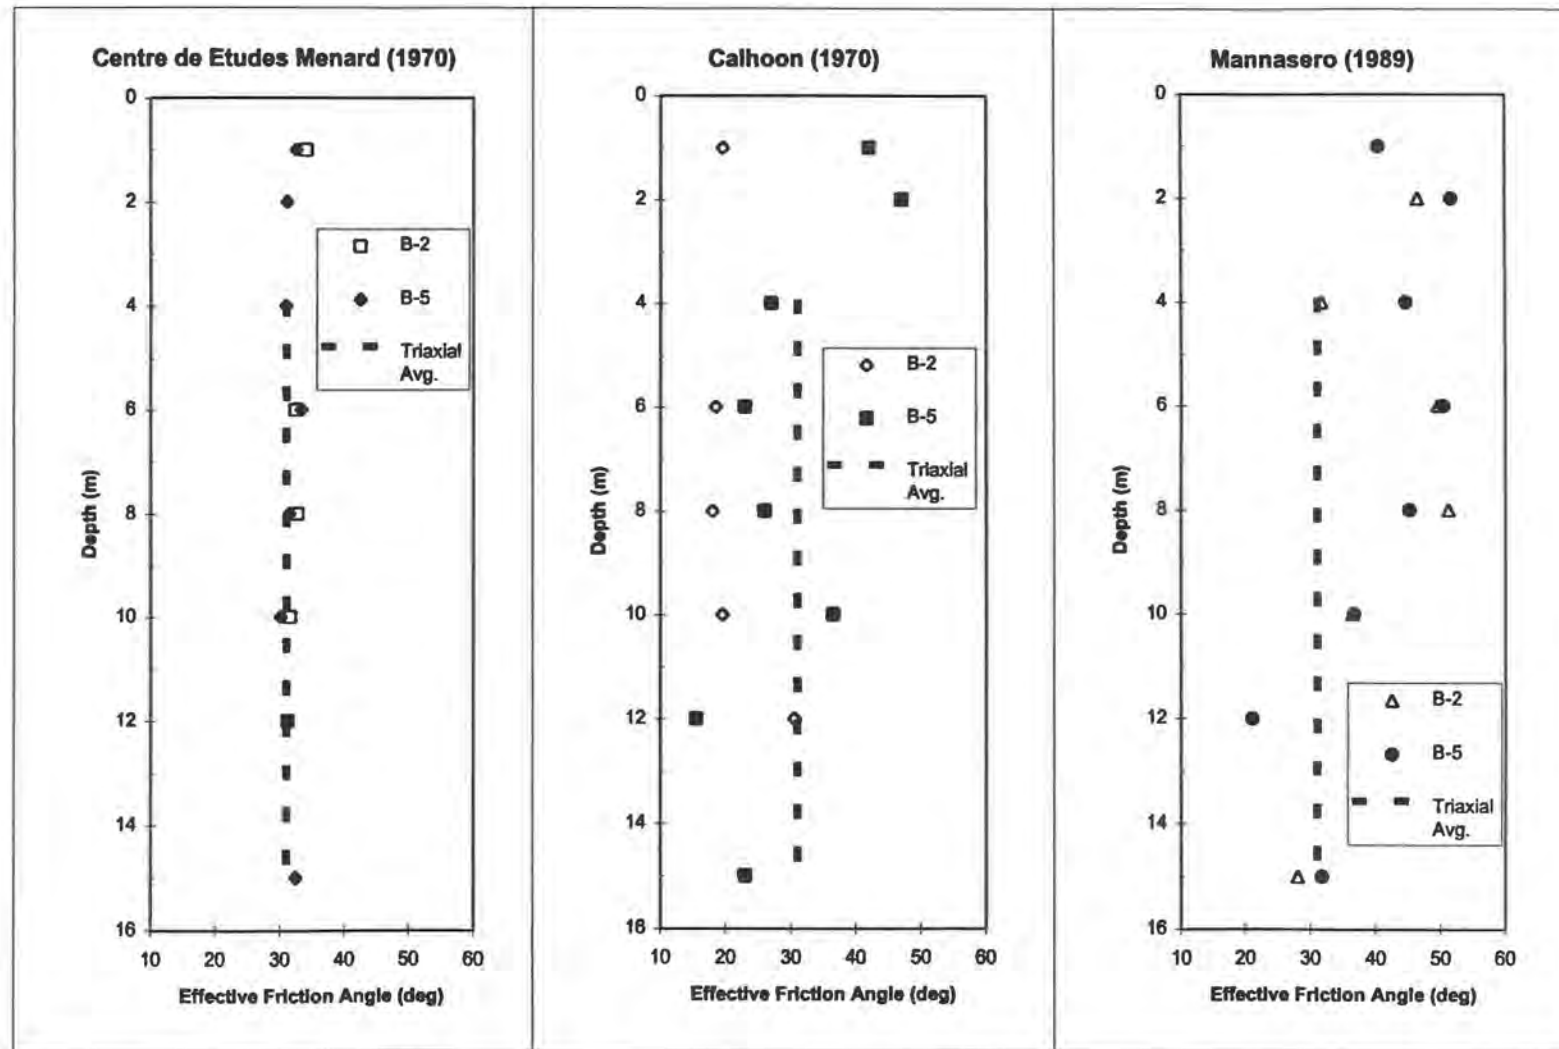 Centre de Etudes Menard (1970)
0
2
4
6
8
10
12
14
16
Depth (m)
B-2
B-5
Triaxial
Avg.
10 20 30 40 50 60
Effective Friction Angle (deg)
Calhoon (1970)
0
2
4
6
8
10
12
14
16
Depth (m)
B-2
B-5
Triaxial
Avg.
10 20 30 40 50 60
Effective Friction Angle (deg)
Mannasero (1989)
0
2
4
6
8
10
12
14
16
Depth (m)
B-2
B-5
Triaxial
Avg.
10 20 30 40 50 60
Effective Friction Angle (deg)